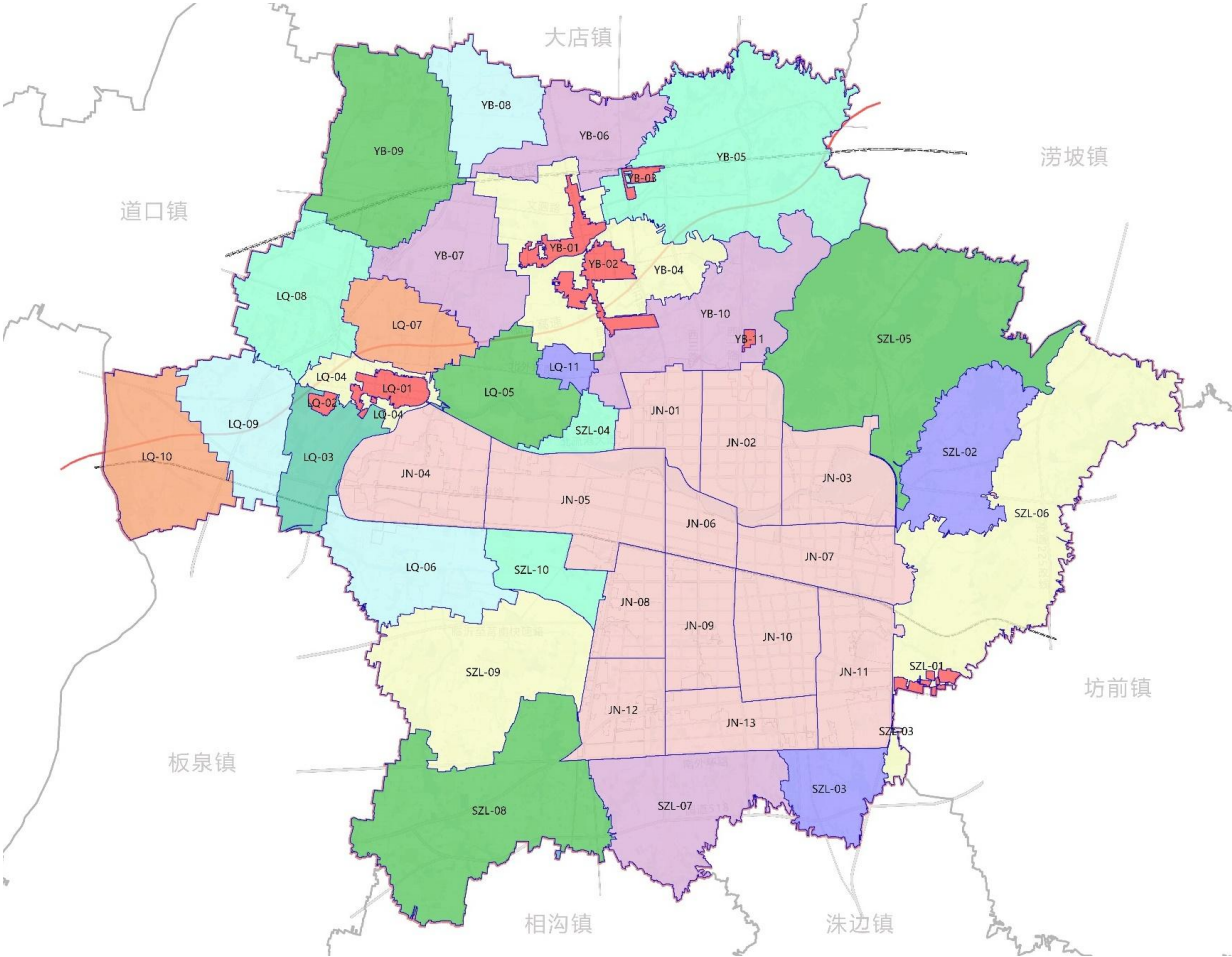 大店镇
YB-08
YB-06
YB-09
YB-05
涝坡镇
YB-03
道口镇
YB-01
YB-07
YB-02
YB-04
LQ-08
YB-10
LQ-07
YB-11
SZL-05
LQ-11
LQ-04
LQ-01
LQ-05
LQ-02
JN-01
LQ-04
LQ-09
SZL-04
JN-02
SZL-02
LQ-10
LQ-03
JN-04
JN-03
JN-05
SZL-06
JN-06
JN-07
LQ-06
SZL-10
JN-08
JN-09
JN-10
SZL-01
SZL-09
JN-11
坊前镇
JN-12
JN-13
SZL-03
板泉镇
SZL-03
SZL-07
SZL-08
相沟镇
洙边镇